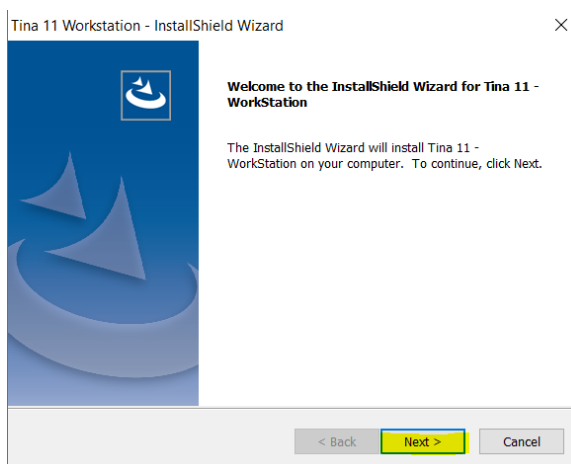 Tina 11 Workstation - InstallShield Wizard
Welcome to the InstallShield Wizard for Tina 11 -
WorkStation
The InstallShield Wizard will install Tina 11 -
WorkStation on your computer. To continue, click Next.
< Back Next > Cancel